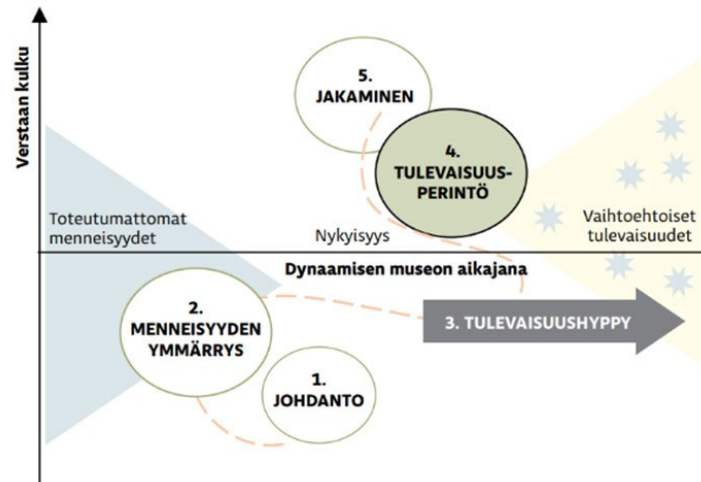 Verstaan kulku
5.
JAKAMINEN
4.
TULEVAISUUS-
PERINTÖ
Toteutumattomat
menneisyydet
Nykyisyys
Vaihtoehtoiset
tulevaisuudet
Dynaamisen museon aikajana
2.
MENNEISYYDEN
YMMÄRRYS
3. TULEVAISUUSHYPPY
1.
JOHDANTO